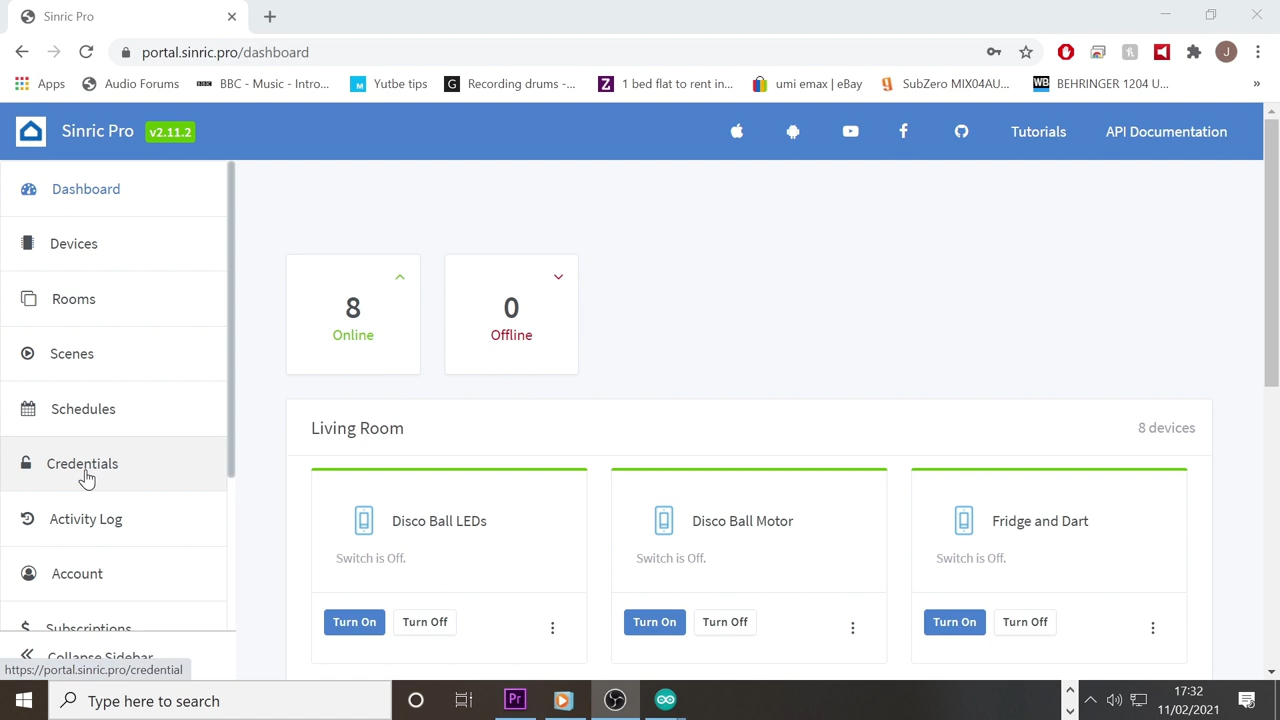 Sinric Pro
portal.sinric.pro/dashboard
Apps
Audio Forums
BBC - Music - Intro...
Yutbe tips
Recording drums -...
1 bed flat to rent in...
umi emax | eBay
SubZero MIX04AU...
BEHRINGER 1204 U...
»
Sinric Pro
v2.11.2
Tutorials
API Documentation
Dashboard
Devices
Rooms
Scenes
Schedules
Credentials
Activity Log
Account
Subscriptions
Collapse Sidebar
8
Online
0
Offline
Living Room
8 devices
Disco Ball LEDs
Switch is Off.
Turn On
Turn Off
Disco Ball Motor
Switch is Off.
Turn On
Turn Off
Fridge and Dart
Switch is Off.
Turn On
Turn Off
https://portal.sinric.pro/credential
Type here to search
Pr
17:32
11/02/2021